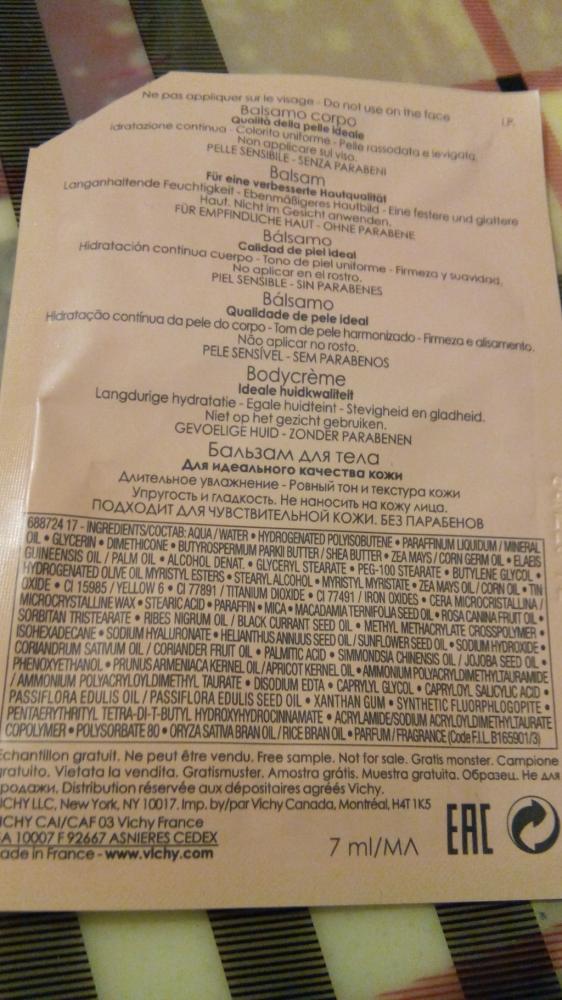 Ne pas appliquer sur le visage - Do not use on the face
I.P.
Balsamo corpo
Qualità della pelle ideale
Idratazione continua - Colorito uniforme - Pelle rassodata e levigata.
Non applicare sul viso.
PELLE SENSIBILE - SENZA PARABENI
Balsam
Für eine verbesserte Hautqualität
Langanhaltende Feuchtigkeit - Ebenmäßigeres Hautbild - Eine festere und glattere
Haut. Nicht im Gesicht anwenden.
FÜR EMPFINDLICHE HAUT - OHNE PARABENE
Bálsamo
Calidad de piel ideal
Hidratación continua cuerpo - Tono de piel uniforme - Firmeza y suavidad.
No aplicar en el rostro.
PIEL SENSIBLE - SIN PARABENES
Bálsamo
Qualidade de pele ideal
Hidratação contínua da pele do corpo - Tom de pele harmonizado - Firmeza e alisamento.
Não aplicar no rosto.
PELE SENSÍVEL - SEM PARABENOS
Bodycrème
Ideale huidkwaliteit
Langdurige hydratatie - Egale huidteint - Stevigheid en gladheid.
Niet op het gezicht gebruiken.
GEVOELIGE HUID - ZONDER PARABENEN
Бальзам для тела
Для идеального качества кожи
Длительное увлажнение - Ровный тон и текстура кожи
Упругость и гладкость. Не наносить на кожу лица.
ПОДХОДИТ ДЛЯ ЧУВСТВИТЕЛЬНОЙ КОЖИ. БЕЗ ПАРАБЕНОВ
688724 17 - INGREDIENTS/СОСТАВ: AQUA / WATER • HYDROGENATED POLYISOBUTENE • PARAFFINUM LIQUIDUM / MINERAL
OIL • GLYCERIN • DIMETHICONE • BUTYROSPERMUM PARKII BUTTER / SHEA BUTTER • ZEA MAYS / CORN GERM OIL • ELAEIS
GUINEENSIS OIL / PALM OIL • ALCOHOL DENAT. • GLYCERYL STEARATE • PEG-100 STEARATE • BUTYLENE GLYCOL •
HYDROGENATED OLIVE OIL MYRISTYL ESTERS • STEARYL ALCOHOL • MYRISTYL MYRISTATE • ZEA MAYS OIL / CORN OIL • TIN
OXIDE • CI 15985 / YELLOW 6 • CI 77891 / TITANIUM DIOXIDE • CI 77491 / IRON OXIDES • CERA MICROCRISTALLINA /
MICROCRYSTALLINE WAX • STEARIC ACID • PARAFFIN • MICA • MACADAMIA TERNIFOLIA SEED OIL • ROSA CANINA FRUIT OIL •
SORBITAN TRISTEARATE • RIBES NIGRUM OIL / BLACK CURRANT SEED OIL • METHYL METHACRYLATE CROSSPOLYMER •
ISOHEXADECANE • SODIUM HYALURONATE • HELIANTHUS ANNUUS SEED OIL / SUNFLOWER SEED OIL • SODIUM HYDROXIDE •
CORIANDRUM SATIVUM OIL / CORIANDER FRUIT OIL • PALMITIC ACID • SIMMONDSIA CHINENSIS OIL / JOJOBA SEED OIL •
PHENOXYETHANOL • PRUNUS ARMENIACA KERNEL OIL / APRICOT KERNEL OIL • AMMONIUM POLYACRYLDIMETHYLTAURAMIDE
/ AMMONIUM POLYACRYLOYLDIMETHYL TAURATE • DISODIUM EDTA • CAPRYLYL GLYCOL • CAPRYLOYL SALICYLIC ACID •
PASSIFLORA EDULIS OIL / PASSIFLORA EDULIS SEED OIL • XANTHAN GUM • SYNTHETIC FLUORPHLOGOPITE •
PENTAERYTHRITYL TETRA-DI-T-BUTYL HYDROXYHYDROCINNAMATE • ACRYLAMIDE/SODIUM ACRYLOYLDIMETHYLTAURATE
COPOLYMER • POLYSORBATE 80 • ORYZA SATIVA BRAN OIL / RICE BRAN OIL • PARFUM / FRAGRANCE (Code F.I.L. B165901/3)
Echantillon gratuit. Ne peut être vendu. Free sample. Not for sale. Gratis monster. Campione
gratuito. Vietata la vendita. Gratismuster. Amostra grátis. Muestra gratuita. Образец. Не для
родажи. Distribution réservée aux dépositaires agréés Vichy.
ICHY LLC, New York, NY 10017. Imp. by/par Vichy Canada, Montréal, H4T 1K5
ICHY CAI/CAF 03 Vichy France
A 10007 F 92667 ASNIERES CEDEX
ade in France - www.vichy.com
7 ml/МЛ
EAC